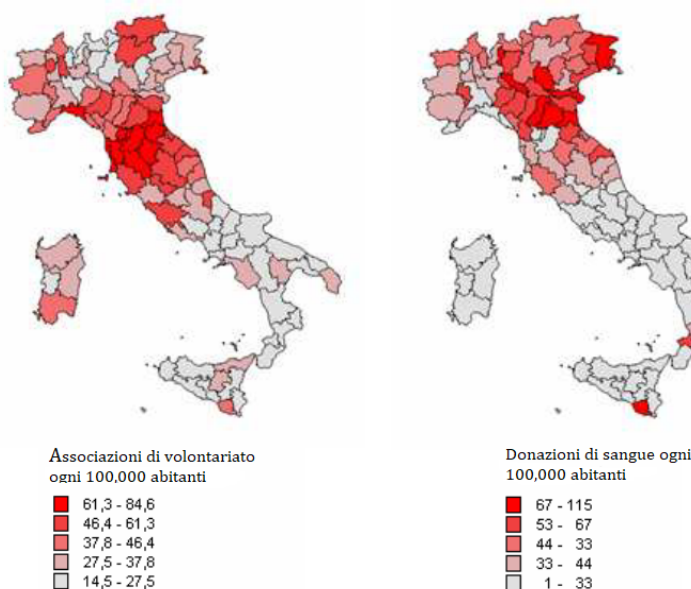 Associazioni di volontariato
ogni 100,000 abitanti
61,3 - 84,6
46,4 - 61,3
37,8 - 46,4
27,5 - 37,8
14,5 - 27,5
Donazioni di sangue ogni
100,000 abitanti
67 - 115
53 - 67
44 - 33
33 - 44
1 - 33